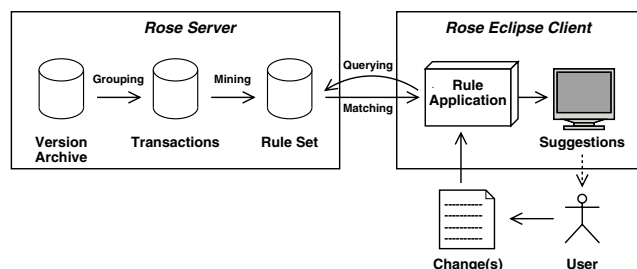 Rose Server
Grouping
Mining
Version
Archive
Transactions
Rule Set
Querying
Matching
Rose Eclipse Client
Rule
Application
Suggestions
Change(s)
User